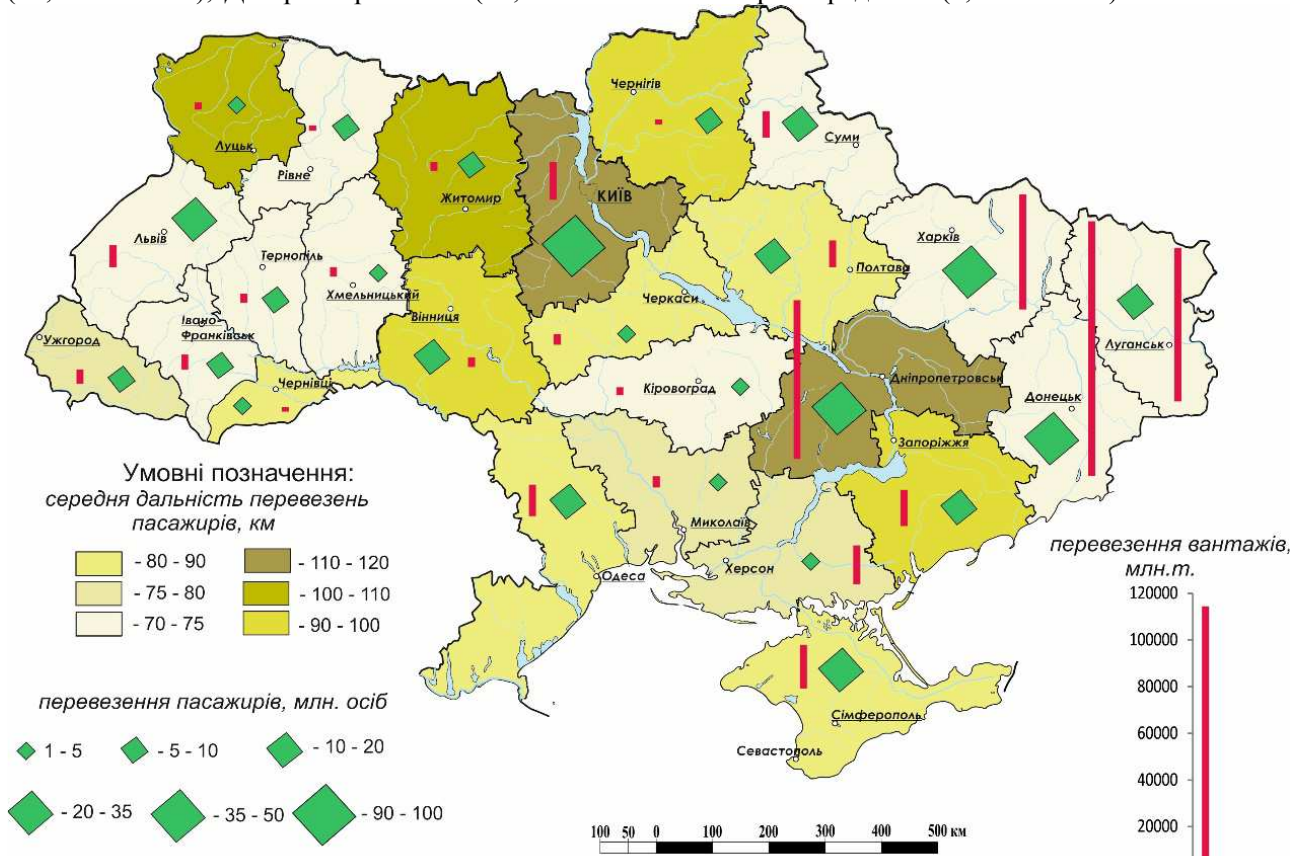 Чернігів
Суми
Луцьк
Рівне
Житомир
КИЇВ
Львів
Тернопіль
Хмельницький
Харків
Полтава
Черкаси
Вінниця
Івано-
Франківськ
Ужгород
Чернівці
Луганськ
Дніпропетровськ
Кіровоград
Донецьк
Запоріжжя
Миколаїв
Херсон
Одеса
Сімферополь
Севастополь
Умовні позначення:
середня дальність перевезень
пасажирів, км
- 80 - 90
- 110 - 120
- 75 - 80
- 100 - 110
- 70 - 75
- 90 - 100
перевезення пасажирів, млн. осіб
1 - 5
- 5 - 10
- 10 - 20
- 20 - 35
- 35 - 50
- 90 - 100
перевезення вантажів,
млн.т.
120000
100000
80000
60000
40000
20000
100 50 0 100 200 300 400 500 км